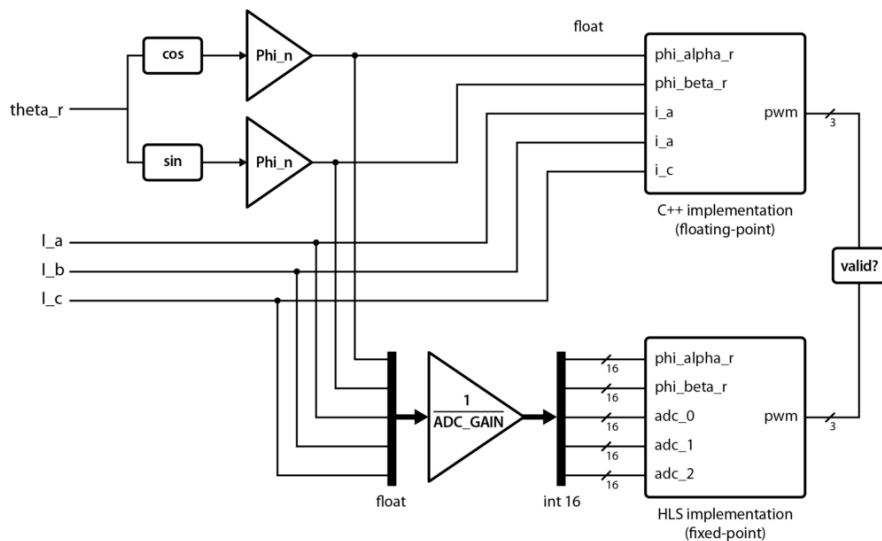 float
cos
Phi_n
theta_r
sin
Phi_n
phi_alpha_r
phi_beta_r
i_a
i_a
i_c
pwm
3
C++ implementation
(floating-point)
I_a
I_b
I_c
valid?
1
ADC_GAIN
float
int 16
16
16
16
16
16
phi_alpha_r
phi_beta_r
adc_0
adc_1
adc_2
pwm
3
HLS implementation
(fixed-point)